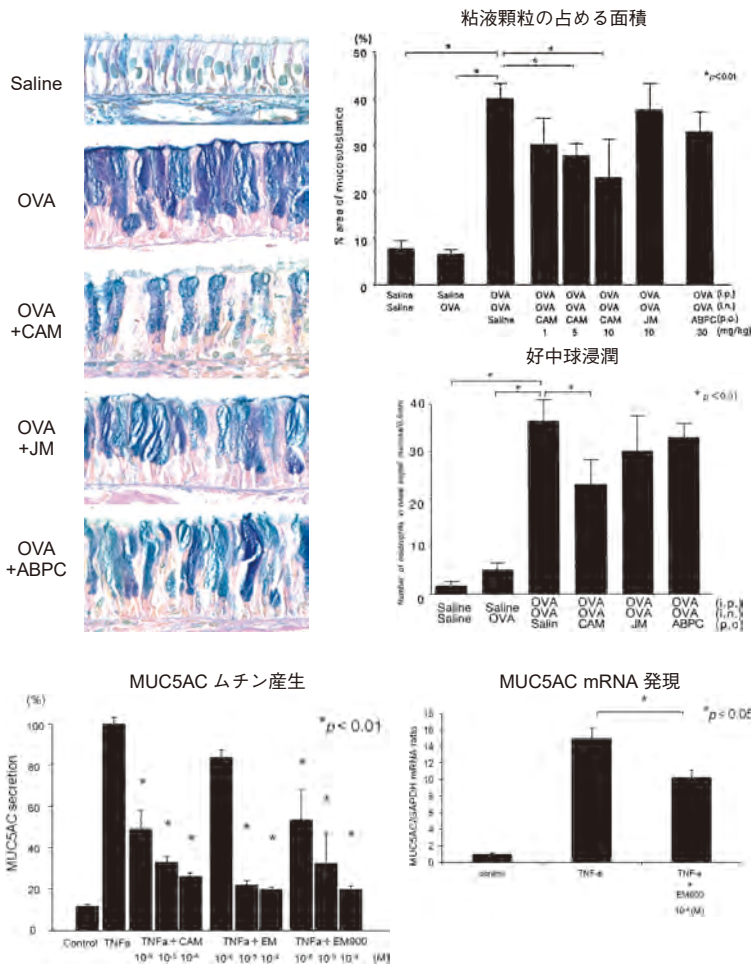 Saline
OVA
OVA
+CAM
OVA
+JM
OVA
+ABPC
粘液顆粒の占める面積
(%)
50
40
30
20
10
0
% area of mucosubstance
* *
* *
*p<0.01
Saline Saline OVA OVA OVA OVA OVA OVA (i.p.)
Saline OVA OVA OVA OVA OVA OVA OVA (i.n.)
Saline CAM CAM CAM JM ABPC (p.o.)
1 5 10 10 30 (mg/kg)
好中球浸潤
40
30
20
10
0
* * *
*p<0.01
Saline Saline OVA OVA OVA OVA (i.p.)
Saline OVA OVA OVA OVA OVA (i.n.)
Salin CAM JM ABPC (p.o)
MUC5AC ムチン産生
(%)
100
80
60
40
20
0
MUC5AC secretion
*p< 0.01
* * * * * * * *
Control TNFa TNFa+CAM TNFa+EM TNFa+EM900
(M)
MUC5AC mRNA 発現
16
14
12
10
8
6
4
2
0
MUC5AC/GAPDH mRNA ratio
*
*p≤0.05
control TNF-a TNF-a
+
EM900
10⁻⁴(M)